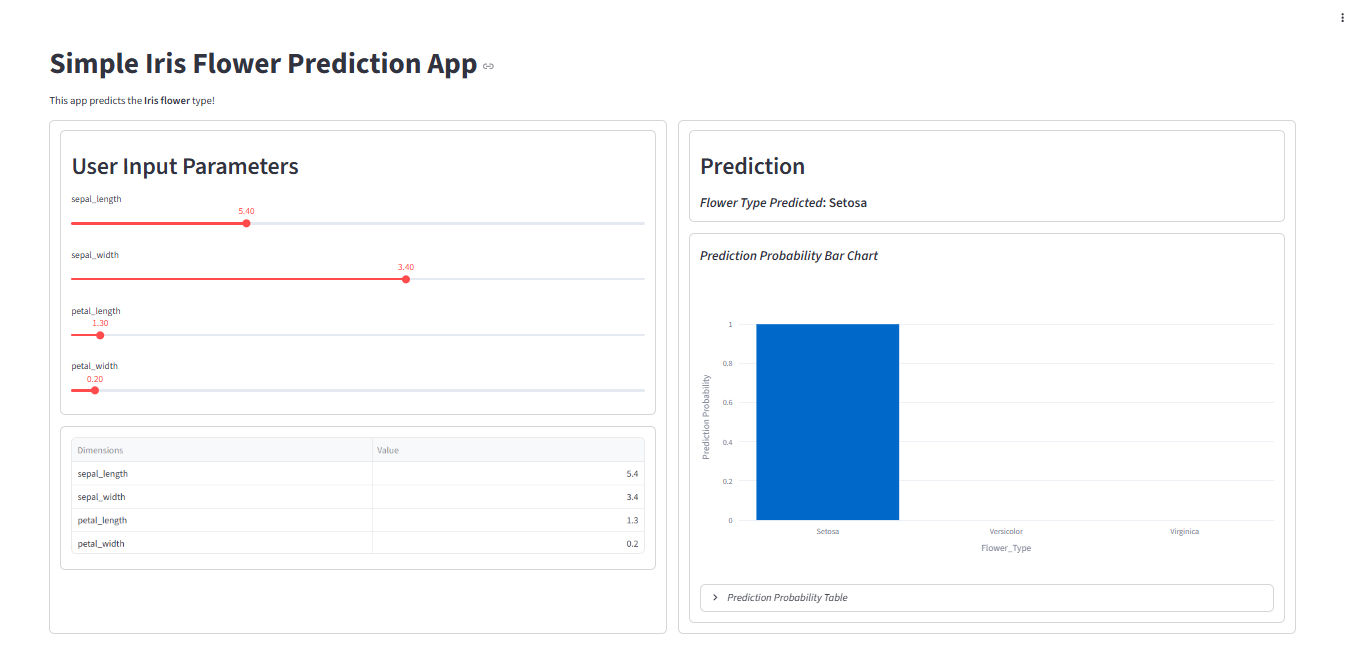 Simple Iris Flower Prediction App
This app predicts the Iris flower type!
User Input Parameters
sepal_length
5.40
sepal_width
3.40
petal_length
1.30
petal_width
0.20
Dimensions Value
sepal_length 5.4
sepal_width 3.4
petal_length 1.3
petal_width 0.2
Prediction
Flower Type Predicted: Setosa
Prediction Probability Bar Chart
Prediction Probability
1
0.8
0.6
0.4
0.2
0
Setosa Versicolor Virginica
Flower_Type
Prediction Probability Table